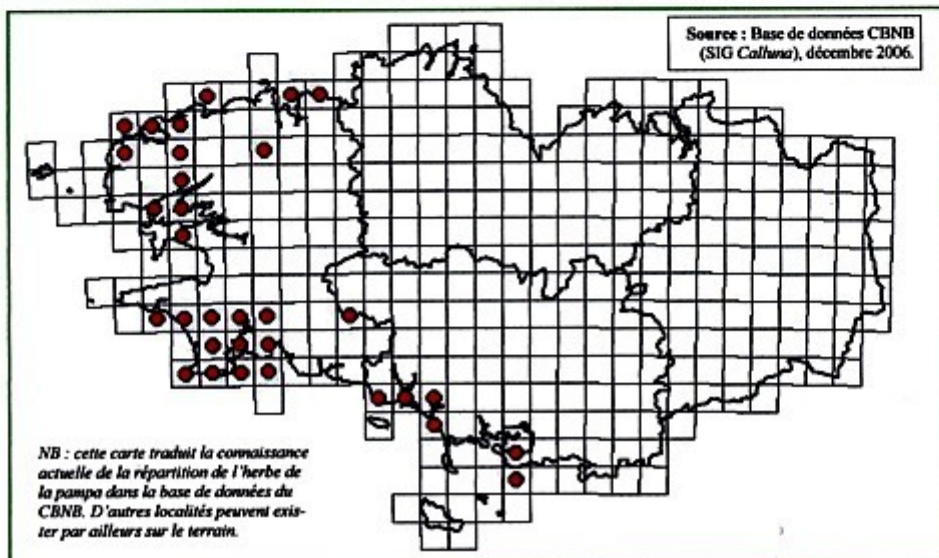 Source : Base de données CBNB
(SIG Calluna), décembre 2006.
NB : cette carte traduit la connaissance
actuelle de la répartition de l'herbe de
la pampa dans la base de données du
CBNB. D'autres localités peuvent exis-
ter par ailleurs sur le terrain.